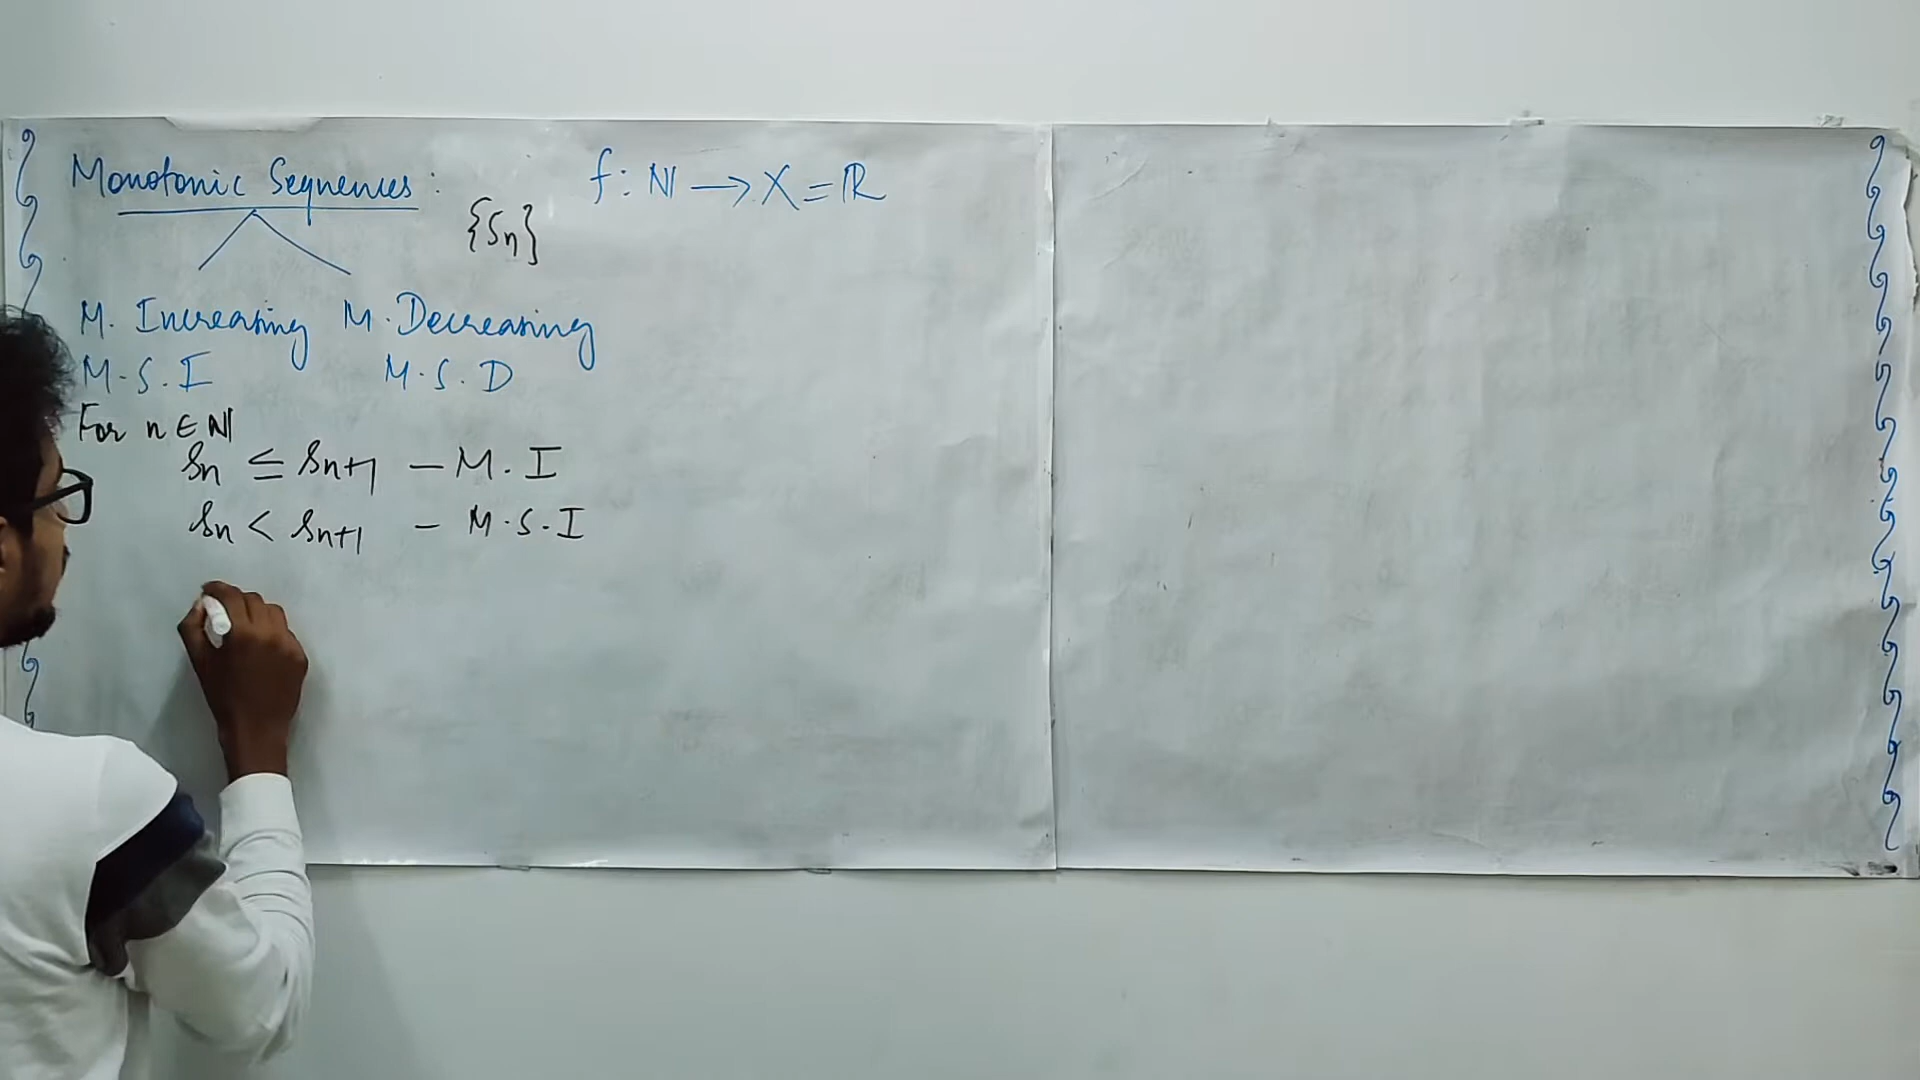 Monotonic Sequences :
f : ℕ → X = ℝ
{Sn}
M. Increasing M. Decreasing
M.S.I M.S.D
For n ∈ ℕ
Sn ≤ Sn+1 — M. I
Sn < Sn+1 – M.S.I